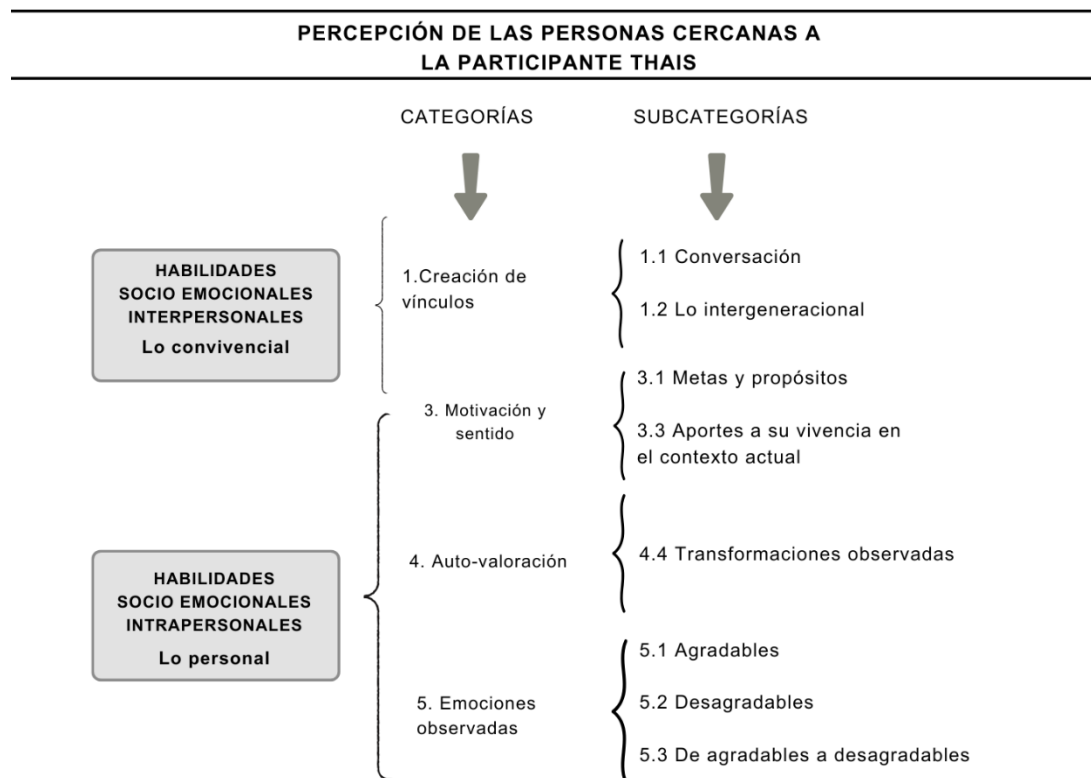 PERCEPCIÓN DE LAS PERSONAS CERCANAS A
LA PARTICIPANTE THAIS
CATEGORÍAS
SUBCATEGORÍAS
HABILIDADES
SOCIO EMOCIONALES
INTERPERSONALES
Lo convivencial
1.Creación de
vínculos
1.1 Conversación
1.2 Lo intergeneracional
3. Motivación y
sentido
3.1 Metas y propósitos
3.3 Aportes a su vivencia en
el contexto actual
HABILIDADES
SOCIO EMOCIONALES
INTRAPERSONALES
Lo personal
4. Auto-valoración
4.4 Transformaciones observadas
5. Emociones
observadas
5.1 Agradables
5.2 Desagradables
5.3 De agradables a desagradables